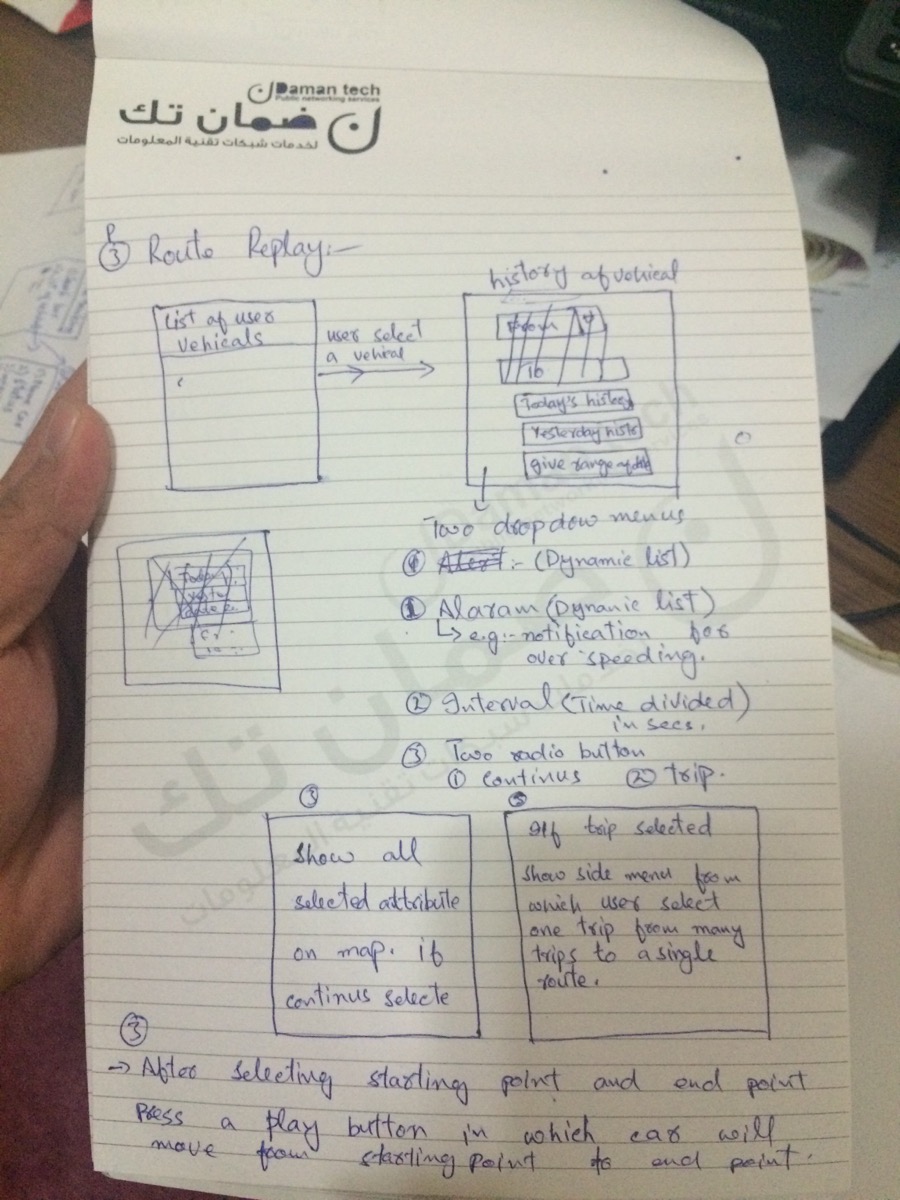 Daman tech
Public networking services
ضمان تك
لخدمات شبكات تقنية المعلومات
P
③ Route Replay:-
history of vehical
List of user
vehicals
user select
a vehical
From
To
Today's history
Yesterday histo
give range of
Two dropdow menus
① Alert :- (Dynamic list)
① Alaram (Dynamic list)
↳ e.g:- notification for
over speeding.
② Interval (Time divided)
in secs.
③ Two radio button
① continus ② trip.
③
Show all
selected attribute
on map. if
continus selecte
If trip selected
show side menu from
which user select
one trip from many
trips to a single
route.
③
→ After selecting starting point and end point
Press a play button in which car will
move from starting point to end point.